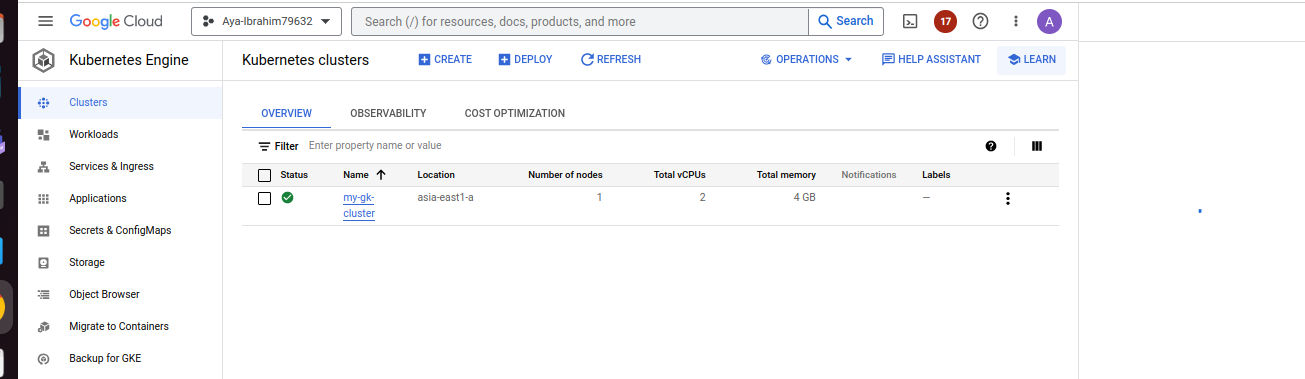 Google Cloud
Aya-Ibrahim79632
Search (/) for resources, docs, products, and more
Search
17
A
Kubernetes Engine
Kubernetes clusters
CREATE
DEPLOY
REFRESH
OPERATIONS
HELP ASSISTANT
LEARN
Clusters
Workloads
Services & Ingress
Applications
Secrets & ConfigMaps
Storage
Object Browser
Migrate to Containers
Backup for GKE
OVERVIEW OBSERVABILITY COST OPTIMIZATION
Filter Enter property name or value
Status Name Location Number of nodes Total vCPUs Total memory Notifications Labels
my-gk- asia-east1-a 1 2 4 GB —
cluster